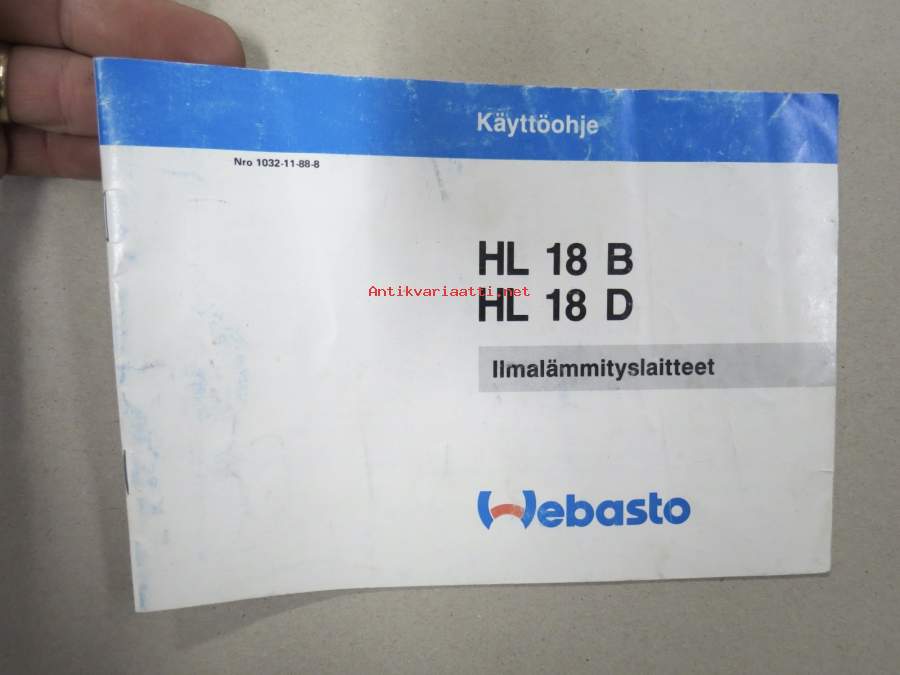 Käyttöohje
Nro 1032-11-88-8
HL 18 B
Antikvariaatti.net
HL 18 D
Ilmalämmityslaitteet
Webasto